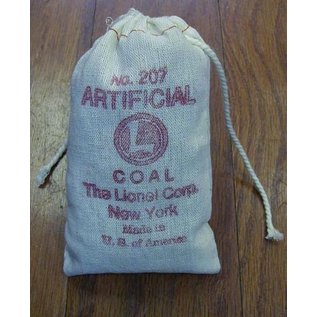 No. 207
ARTIFICIAL
L
COAL
The Lionel Corp.
New York
Made in
U. S. of America